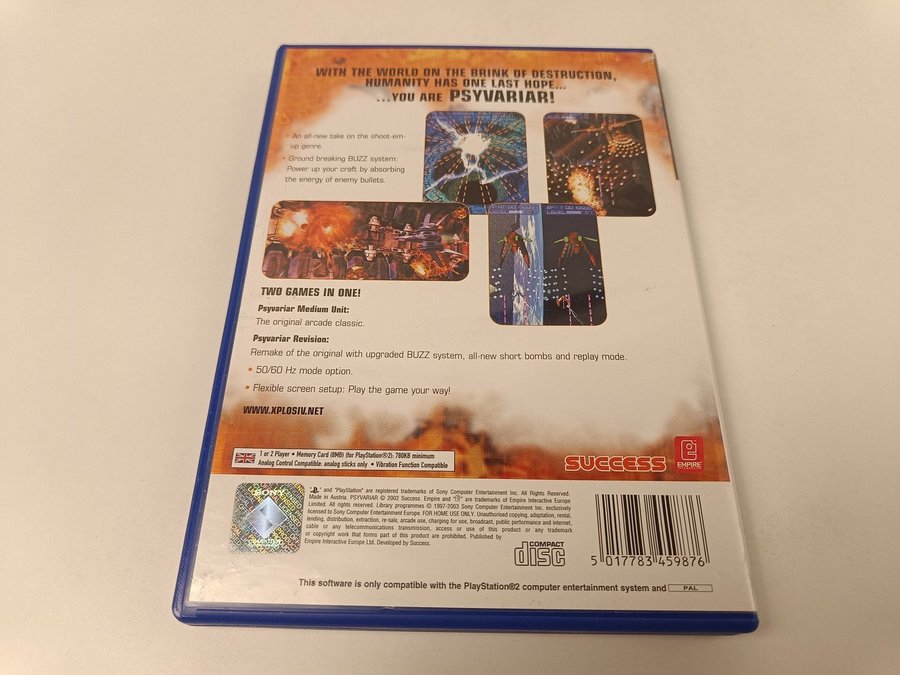 WITH THE WORLD ON THE BRINK OF DESTRUCTION,
HUMANITY HAS ONE LAST HOPE...
...YOU ARE PSYVARIAR!
• An all-new take on the shoot-em-
up genre.
• Ground breaking BUZZ system:
Power up your craft by absorbing
the energy of enemy bullets.
LEVEL
LEVEL
TWO GAMES IN ONE!
Psyvariar Medium Unit:
The original arcade classic.
Psyvariar Revision:
Remake of the original with upgraded BUZZ system, all-new short bombs and replay mode.
• 50/60 Hz mode option.
• Flexible screen setup: Play the game your way!
WWW.XPLOSIV.NET
1 or 2 Player • Memory Card (8MB) (for PlayStation®2): 780KB minimum
Analog Control Compatible: analog sticks only • Vibration Function Compatible
SUCCESS
EMPIRE
SONY
" and "PlayStation" are registered trademarks of Sony Computer Entertainment Inc. All Rights Reserved.
Made in Austria. PSYVARIAR © 2002 Success. Empire and "e" are trademarks of Empire Interactive Europe
Limited. All rights reserved. Library programmes © 1997-2003 Sony Computer Entertainment Inc. exclusively
licensed to Sony Computer Entertainment Europe. FOR HOME USE ONLY. Unauthorised copying, adaptation, rental,
lending, distribution, extraction, re-sale, arcade use, charging for use, broadcast, public performance and internet,
cable or any telecommunications transmission, access or use of this product or any trademark
or copyright work that forms part of this product are prohibited. Published by
Empire Interactive Europe Ltd. Developed by Success.
COMPACT
disc
5 017783 459876
This software is only compatible with the PlayStation®2 computer entertainment system and PAL